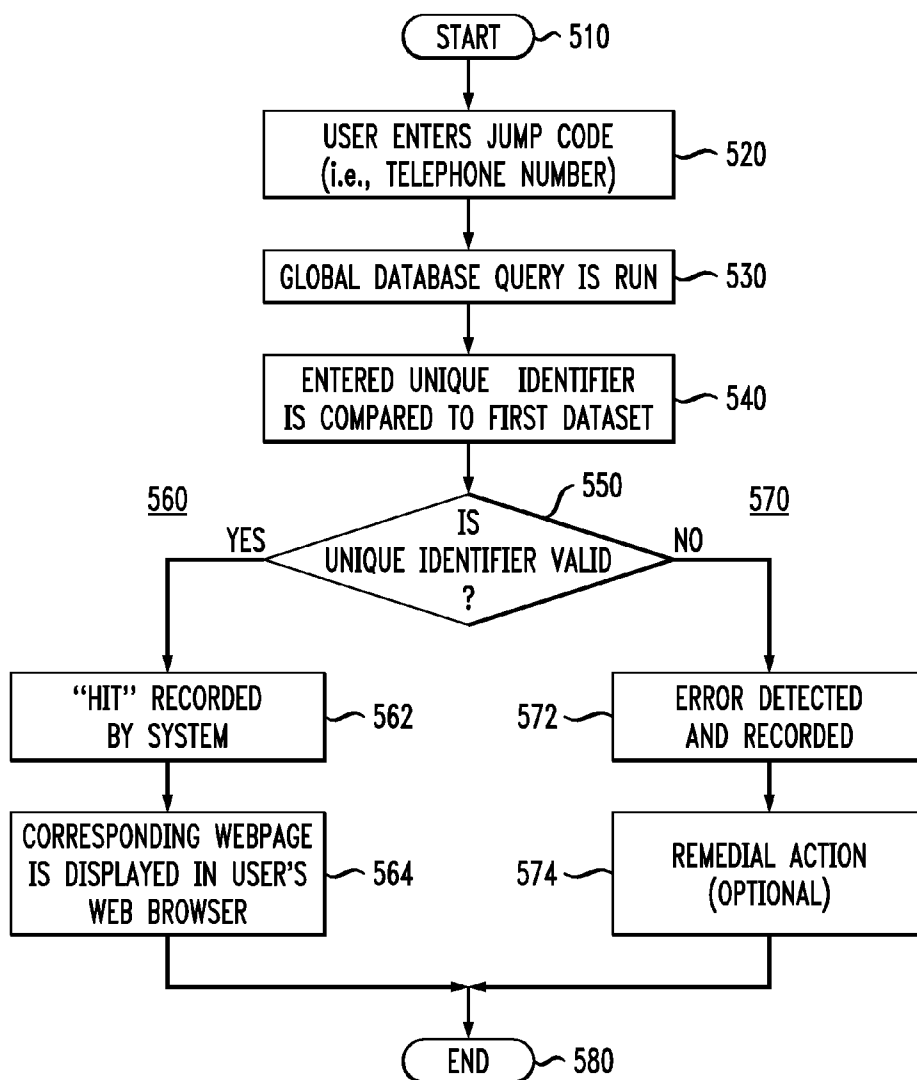 START
510
USER ENTERS JUMP CODE
(i.e., TELEPHONE NUMBER)
520
GLOBAL DATABASE QUERY IS RUN
530
ENTERED UNIQUE IDENTIFIER
IS COMPARED TO FIRST DATASET
540
550
560
570
IS
UNIQUE IDENTIFIER VALID
?
YES
NO
“HIT” RECORDED
BY SYSTEM
562
572
ERROR DETECTED
AND RECORDED
CORRESPONDING WEBPAGE
IS DISPLAYED IN USER'S
WEB BROWSER
564
574
REMEDIAL ACTION
(OPTIONAL)
END
580